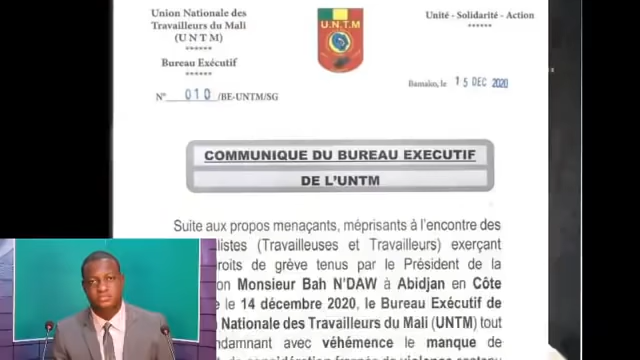 Union Nationale des
Travailleurs du Mali
(U N T M)
******
Bureau Exécutif
******
N° 010 /BE-UNTM/SG
U.N.T.M
Unité - Solidarité - Action
******
Bamako, le 15 DEC 2020
COMMUNIQUE DU BUREAU EXECUTIF
DE L'UNTM
Suite aux propos menaçants, méprisants à l'encontre des
listes (Travailleuses et Travailleurs) exerçant
roits de grève tenus par le Président de la
on Monsieur Bah N'DAW à Abidjan en Côte
e le 14 décembre 2020, le Bureau Exécutif de
Nationale des Travailleurs du Mali (UNTM) tout
ndamnant avec véhémence le manque de